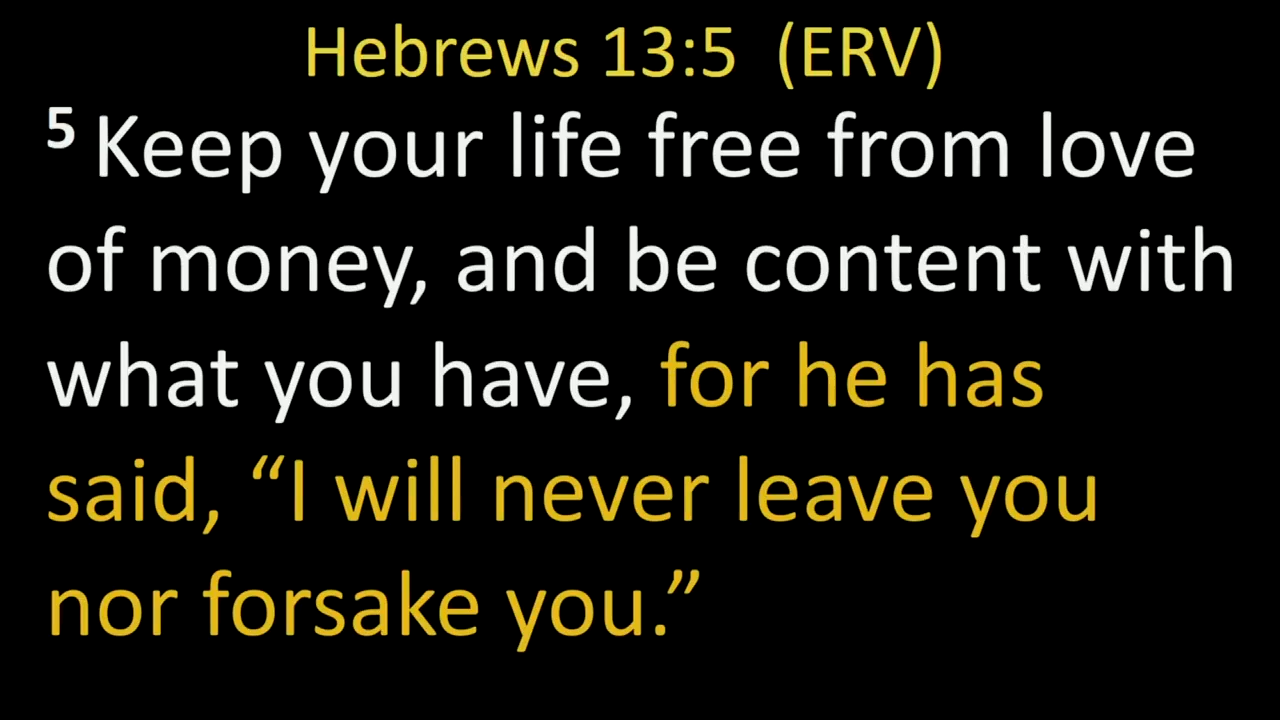 Hebrews 13:5  (ERV)
5 Keep your life free from love
of money, and be content with
what you have, for he has
said, “I will never leave you
nor forsake you.”